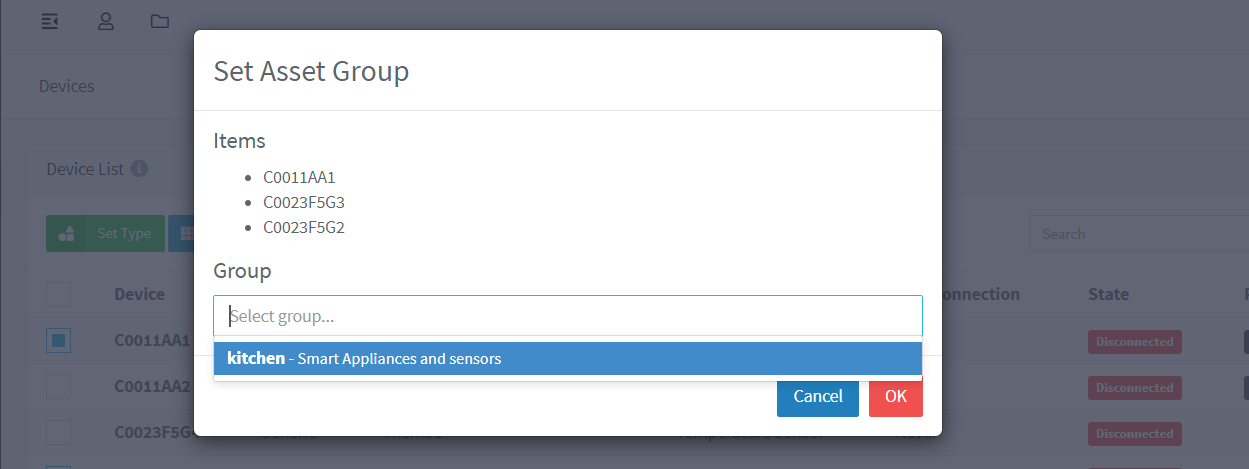 Set Asset Group
Devices
Items
C0011AA1
C0023F5G3
C0023F5G2
Device List
Set Type
Search
Group
Select group...
Device
onnection
State
kitchen - Smart Appliances and sensors
C0011AA1
Disconnected
C0011AA2
Disconnected
Cancel
OK
C0023F5G
Disconnected